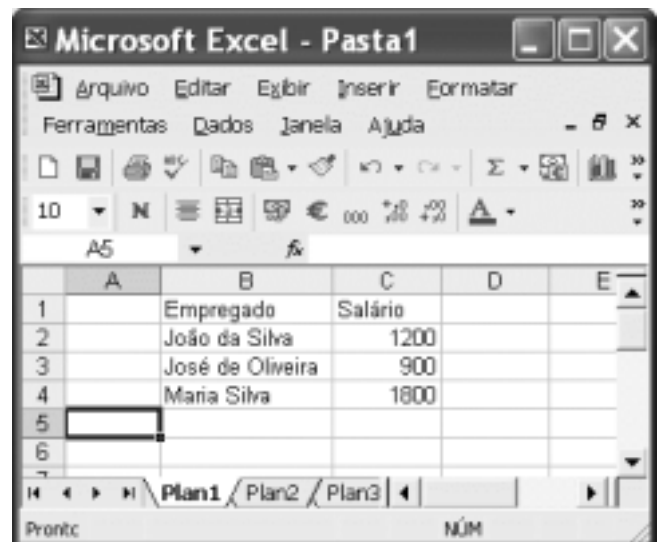 Microsoft Excel - Pasta1
Arquivo Editar Exibir Inserir Formatar
Ferramentas Dados Janela Ajuda
10 N € 000
A5 fx
A B C D E
1 Empregado Salário
2 João da Silva 1200
3 José de Oliveira 900
4 Maria Silva 1800
5
6
Plan1 Plan2 Plan3
Prontc NÚM